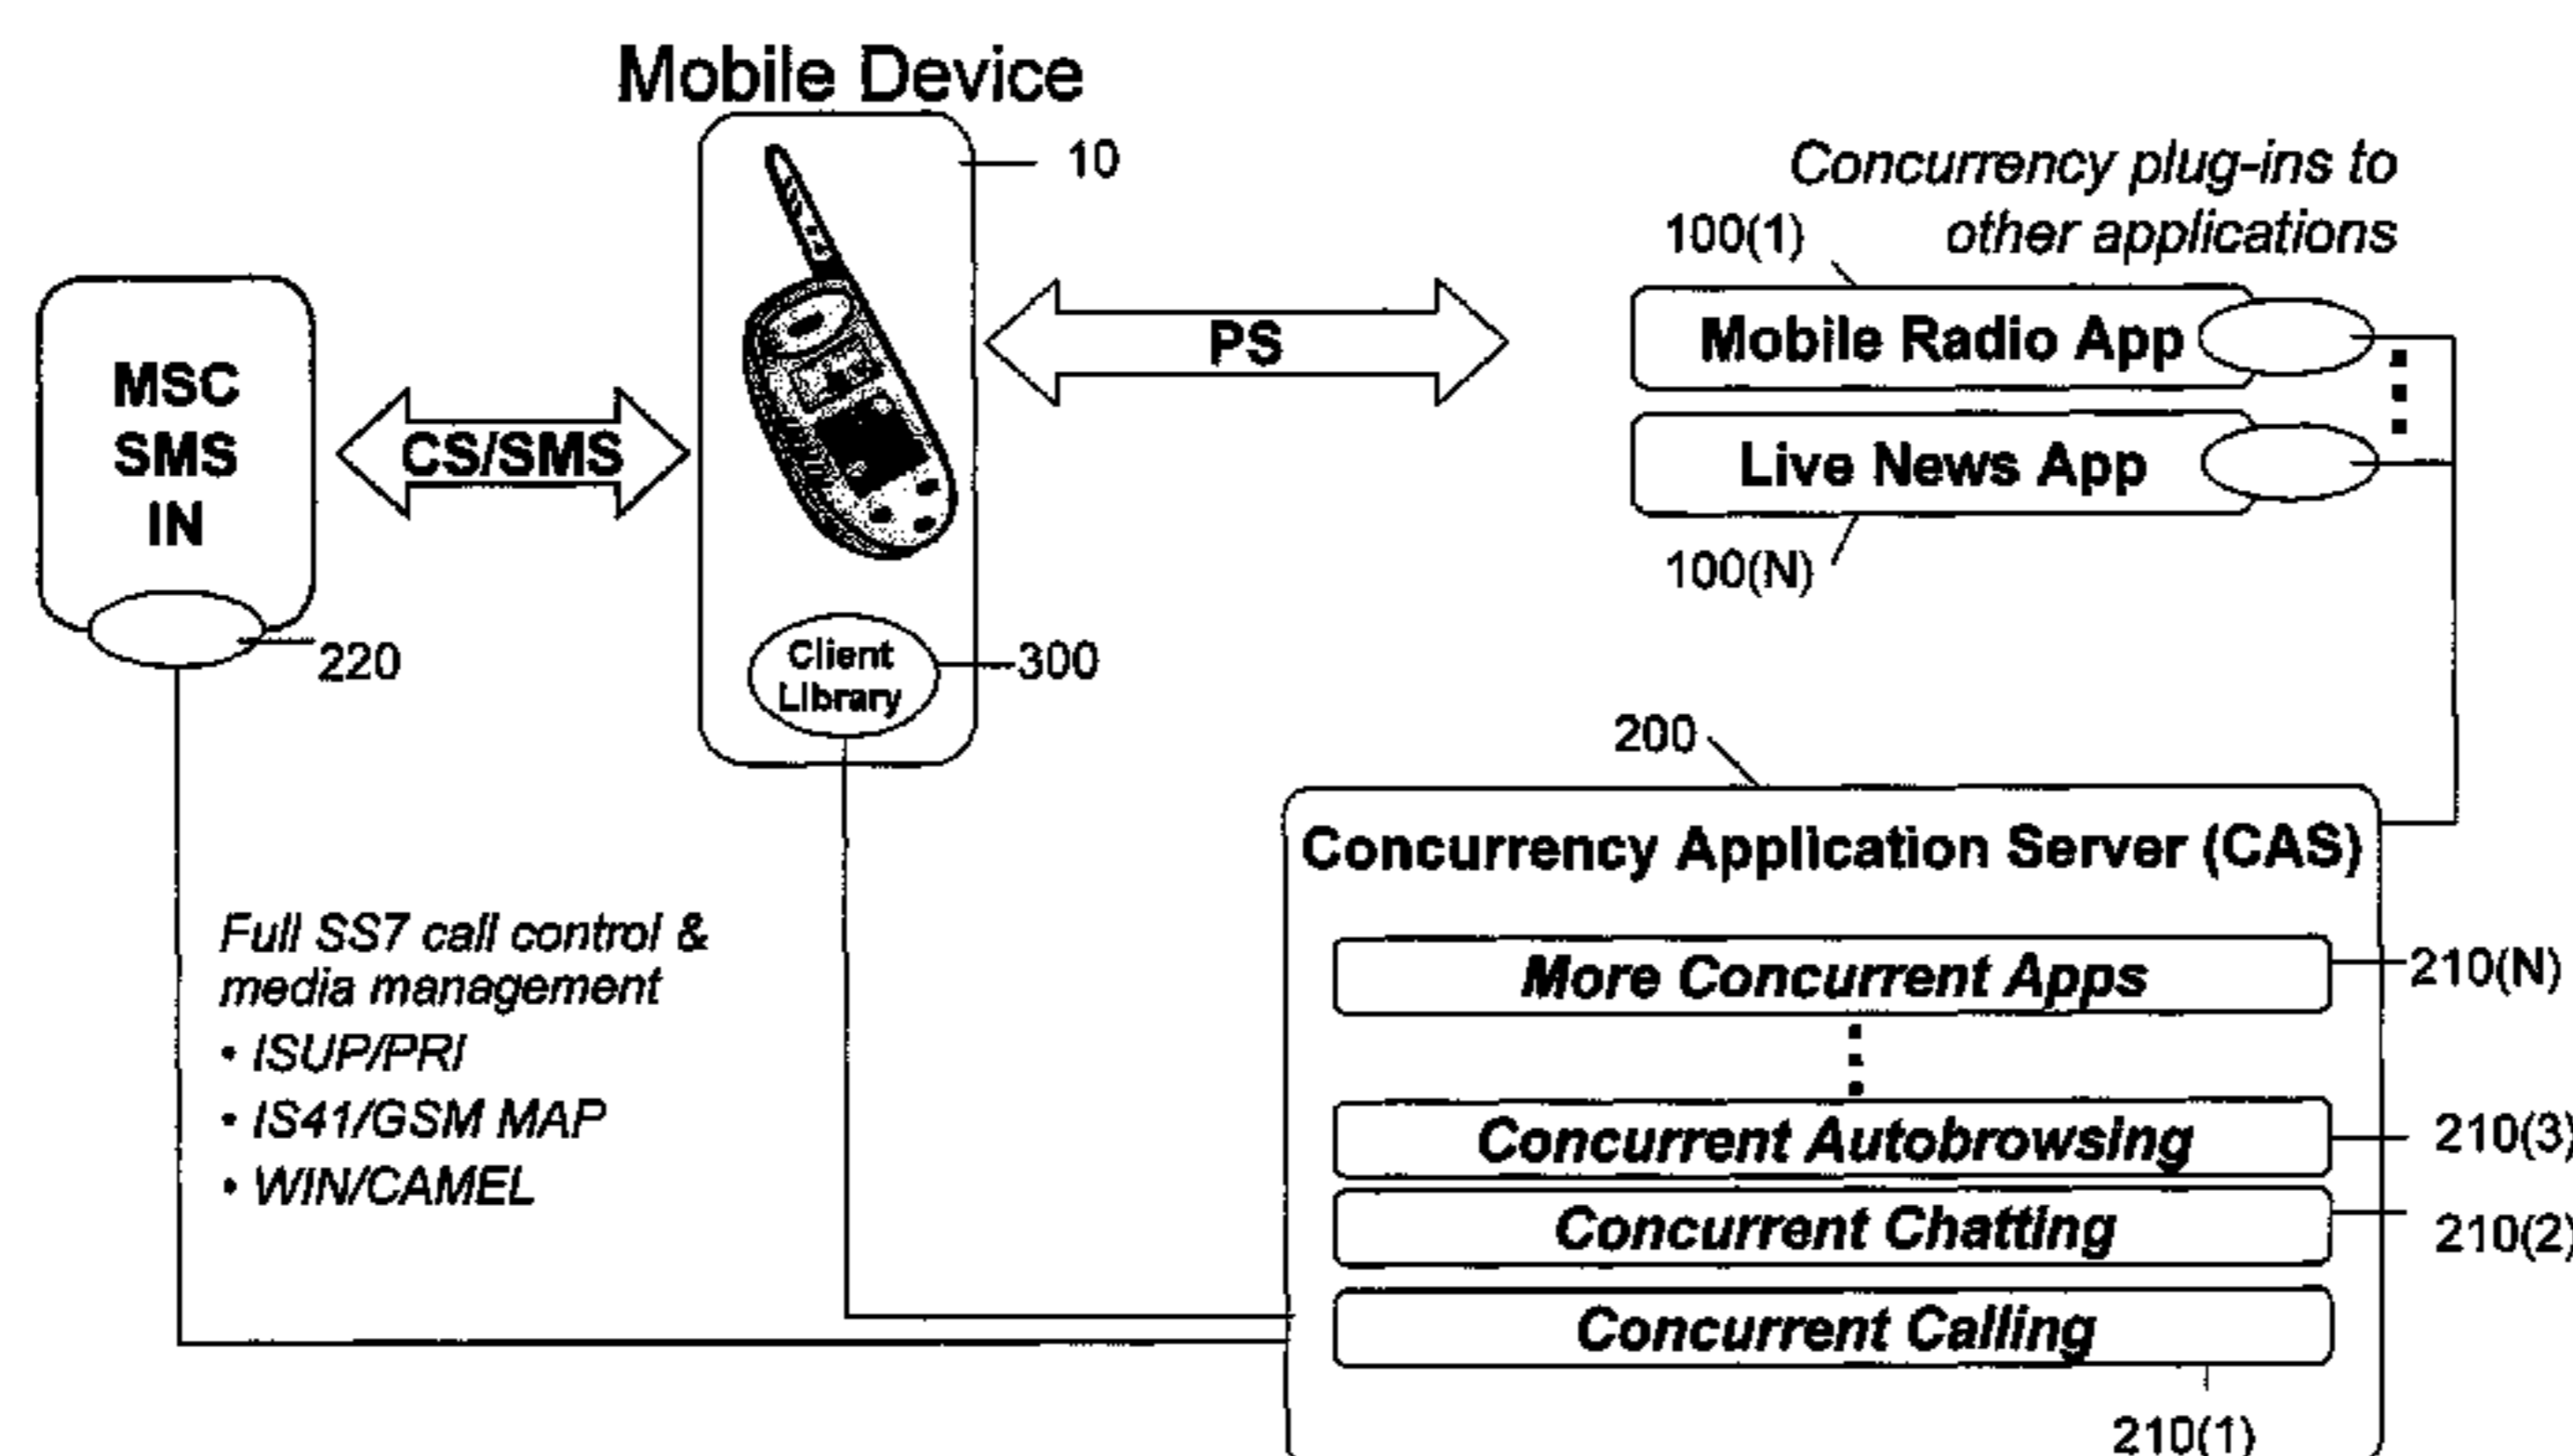 Mobile Device
10
Concurrency plug-ins to
other applications
100(1)
Mobile Radio App
PS
Live News App
100(N)
MSC
SMS
IN
CS/SMS
220
Client
Library
300
200
Concurrency Application Server (CAS)
Full SS7 call control &
media management
• ISUP/PRI
• IS41/GSM MAP
• WIN/CAMEL
More Concurrent Apps
210(N)
Concurrent Autobrowsing
210(3)
Concurrent Chatting
210(2)
Concurrent Calling
210(1)